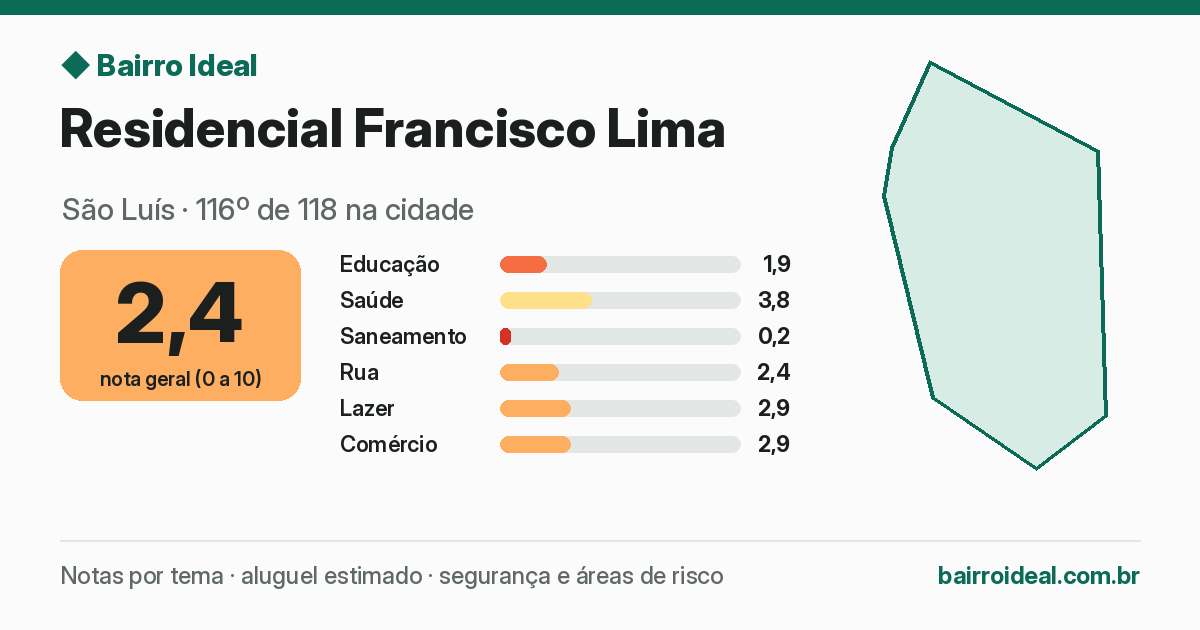 Bairro Ideal
Residencial Francisco Lima
São Luís · 116º de 118 na cidade
2,4
nota geral (0 a 10)
Educação 1,9
Saúde 3,8
Saneamento 0,2
Rua 2,4
Lazer 2,9
Comércio 2,9
Notas por tema · aluguel estimado · segurança e áreas de risco
bairroideal.com.br